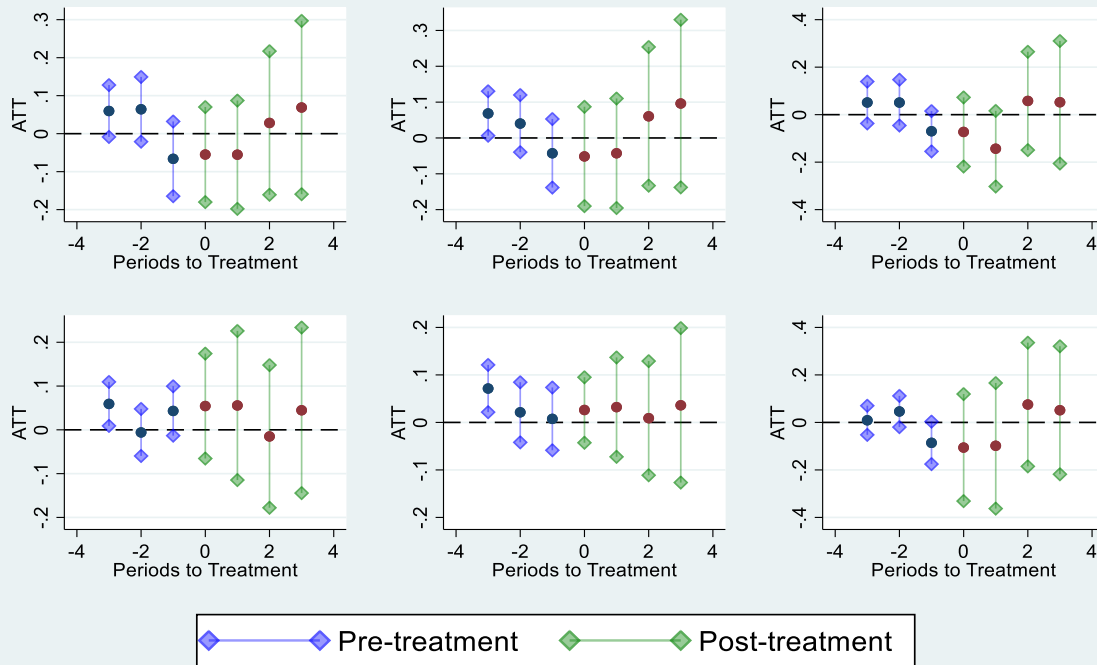 .3 .2 .1 0 -.1 -.2
ATT
-4 -2 0 2 4
Periods to Treatment
.3 .2 .1 0 -.1 -.2
ATT
-4 -2 0 2 4
Periods to Treatment
.4 .2 0 -.2 -.4
ATT
-4 -2 0 2 4
Periods to Treatment
.2 .1 0 -.1 -.2
ATT
-4 -2 0 2 4
Periods to Treatment
.2 .1 0 -.1 -.2
ATT
-4 -2 0 2 4
Periods to Treatment
.4 .2 0 -.2 -.4
ATT
-4 -2 0 2 4
Periods to Treatment
Pre-treatment Post-treatment